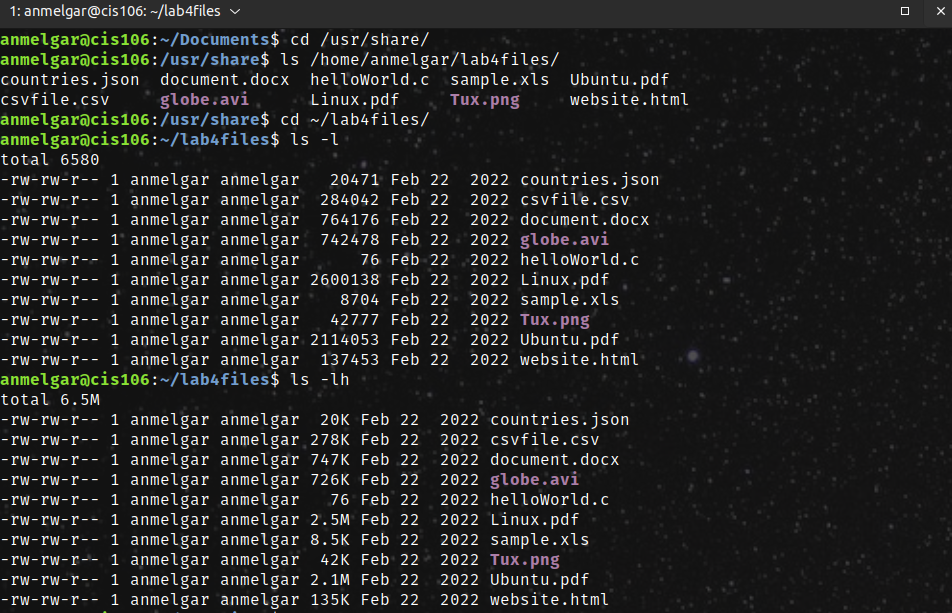 1: anmelgar@cis106: ~/lab4files
anmelgar@cis106:~/Documents$ cd /usr/share/
anmelgar@cis106:/usr/share$ ls /home/anmelgar/lab4files/
countries.json  document.docx  helloWorld.c  sample.xls  Ubuntu.pdf
csvfile.csv     globe.avi      Linux.pdf     Tux.png     website.html
anmelgar@cis106:/usr/share$ cd ~/lab4files/
anmelgar@cis106:~/lab4files$ ls -l
total 6580
-rw-rw-r-- 1 anmelgar anmelgar   20471 Feb 22  2022 countries.json
-rw-rw-r-- 1 anmelgar anmelgar  284042 Feb 22  2022 csvfile.csv
-rw-rw-r-- 1 anmelgar anmelgar  764176 Feb 22  2022 document.docx
-rw-rw-r-- 1 anmelgar anmelgar  742478 Feb 22  2022 globe.avi
-rw-rw-r-- 1 anmelgar anmelgar      76 Feb 22  2022 helloWorld.c
-rw-rw-r-- 1 anmelgar anmelgar 2600138 Feb 22  2022 Linux.pdf
-rw-rw-r-- 1 anmelgar anmelgar    8704 Feb 22  2022 sample.xls
-rw-rw-r-- 1 anmelgar anmelgar   42777 Feb 22  2022 Tux.png
-rw-rw-r-- 1 anmelgar anmelgar 2114053 Feb 22  2022 Ubuntu.pdf
-rw-rw-r-- 1 anmelgar anmelgar  137453 Feb 22  2022 website.html
anmelgar@cis106:~/lab4files$ ls -lh
total 6.5M
-rw-rw-r-- 1 anmelgar anmelgar  20K Feb 22  2022 countries.json
-rw-rw-r-- 1 anmelgar anmelgar 278K Feb 22  2022 csvfile.csv
-rw-rw-r-- 1 anmelgar anmelgar 747K Feb 22  2022 document.docx
-rw-rw-r-- 1 anmelgar anmelgar 726K Feb 22  2022 globe.avi
-rw-rw-r-- 1 anmelgar anmelgar   76 Feb 22  2022 helloWorld.c
-rw-rw-r-- 1 anmelgar anmelgar 2.5M Feb 22  2022 Linux.pdf
-rw-rw-r-- 1 anmelgar anmelgar 8.5K Feb 22  2022 sample.xls
-rw-rw-r-- 1 anmelgar anmelgar  42K Feb 22  2022 Tux.png
-rw-rw-r-- 1 anmelgar anmelgar 2.1M Feb 22  2022 Ubuntu.pdf
-rw-rw-r-- 1 anmelgar anmelgar 135K Feb 22  2022 website.html